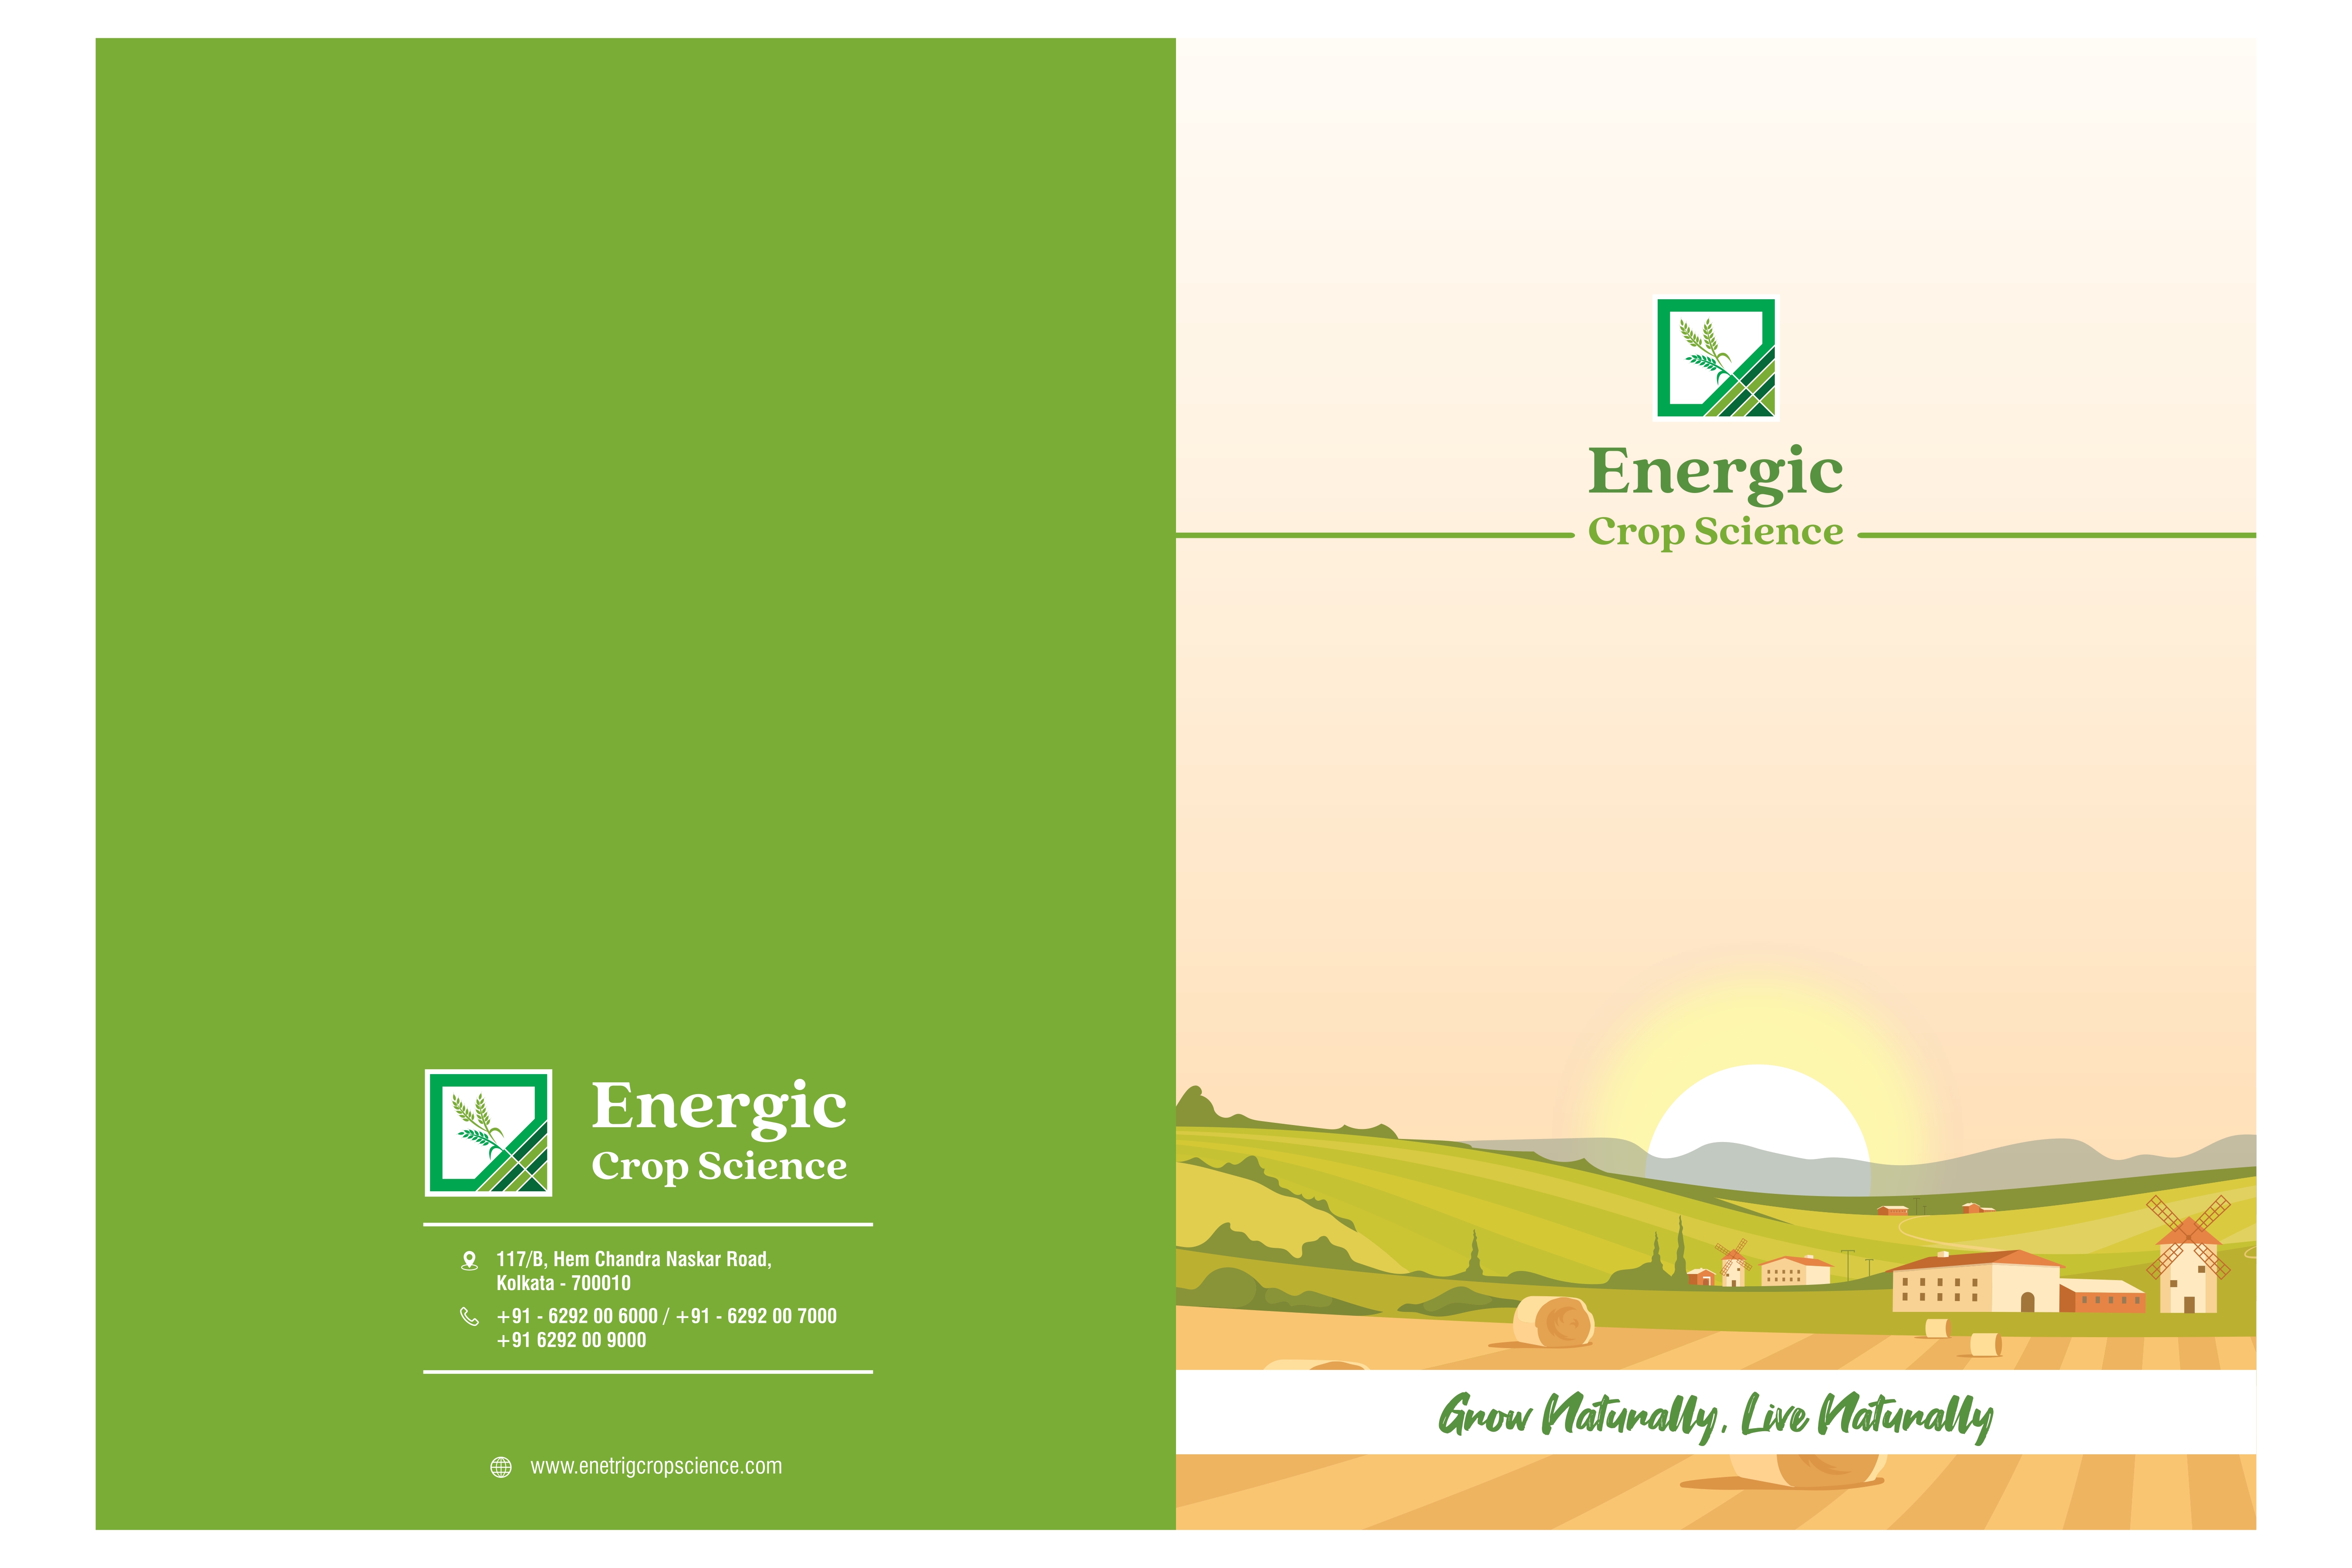 Energic
Crop Science
117/B, Hem Chandra Naskar Road,
Kolkata - 700010
+91 - 6292 00 6000 / +91 - 6292 00 7000
+91 6292 00 9000
www.enetrigcropscience.com
Energic
Crop Science
Grow Naturally, Live Naturally